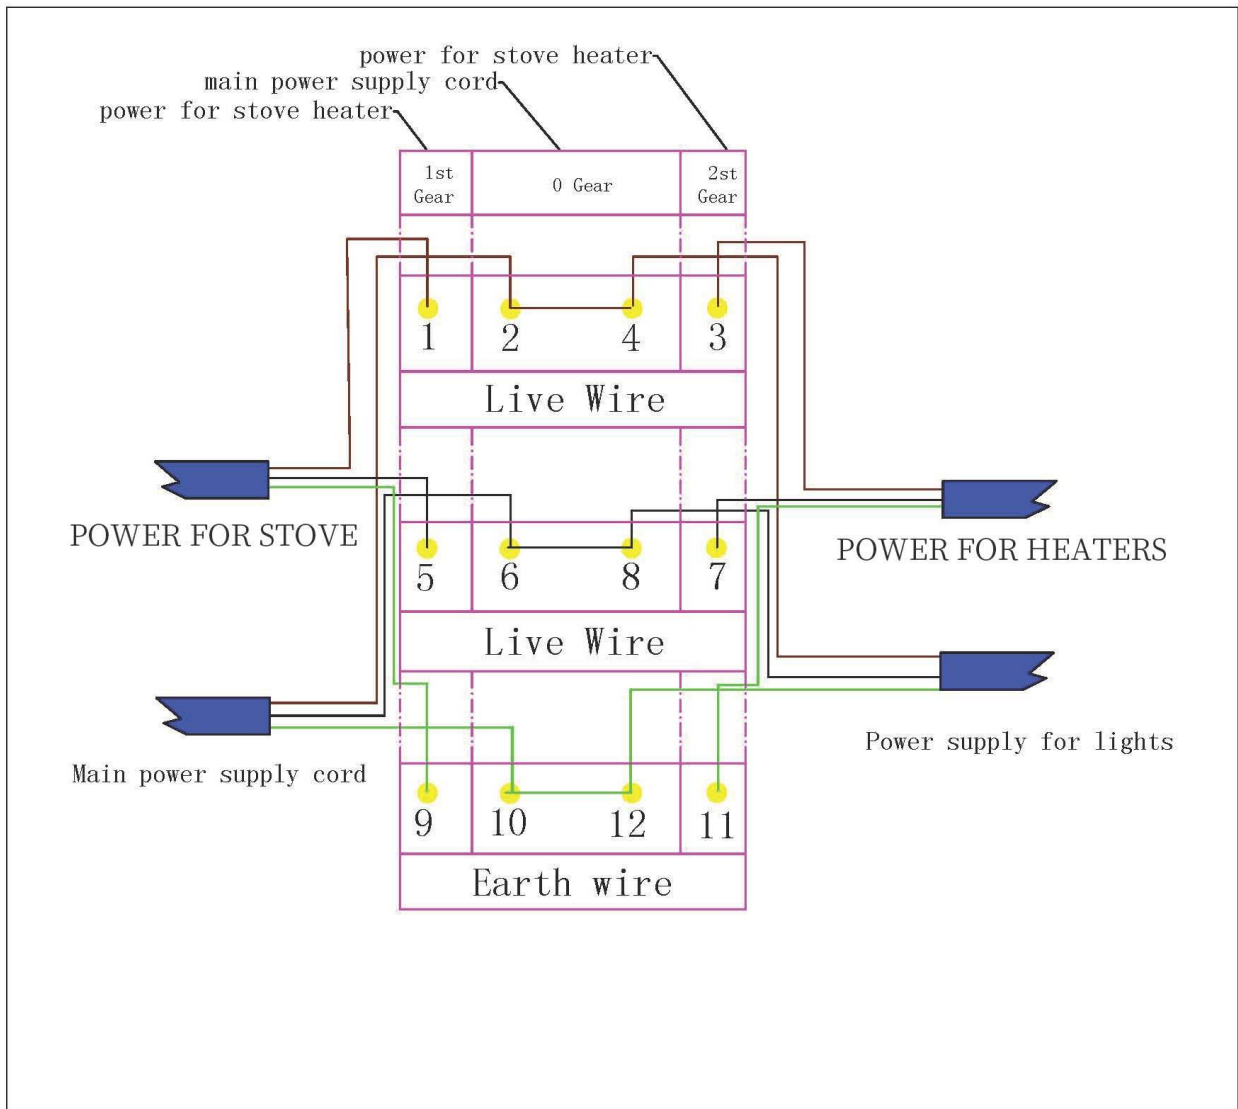 power for stove heater
main power supply cord
power for stove heater
1st
Gear
0 Gear
2st
Gear
1
2
4
3
Live Wire
POWER FOR STOVE
POWER FOR HEATERS
5
6
8
7
Live Wire
Main power supply cord
Power supply for lights
9
10
12
11
Earth wire